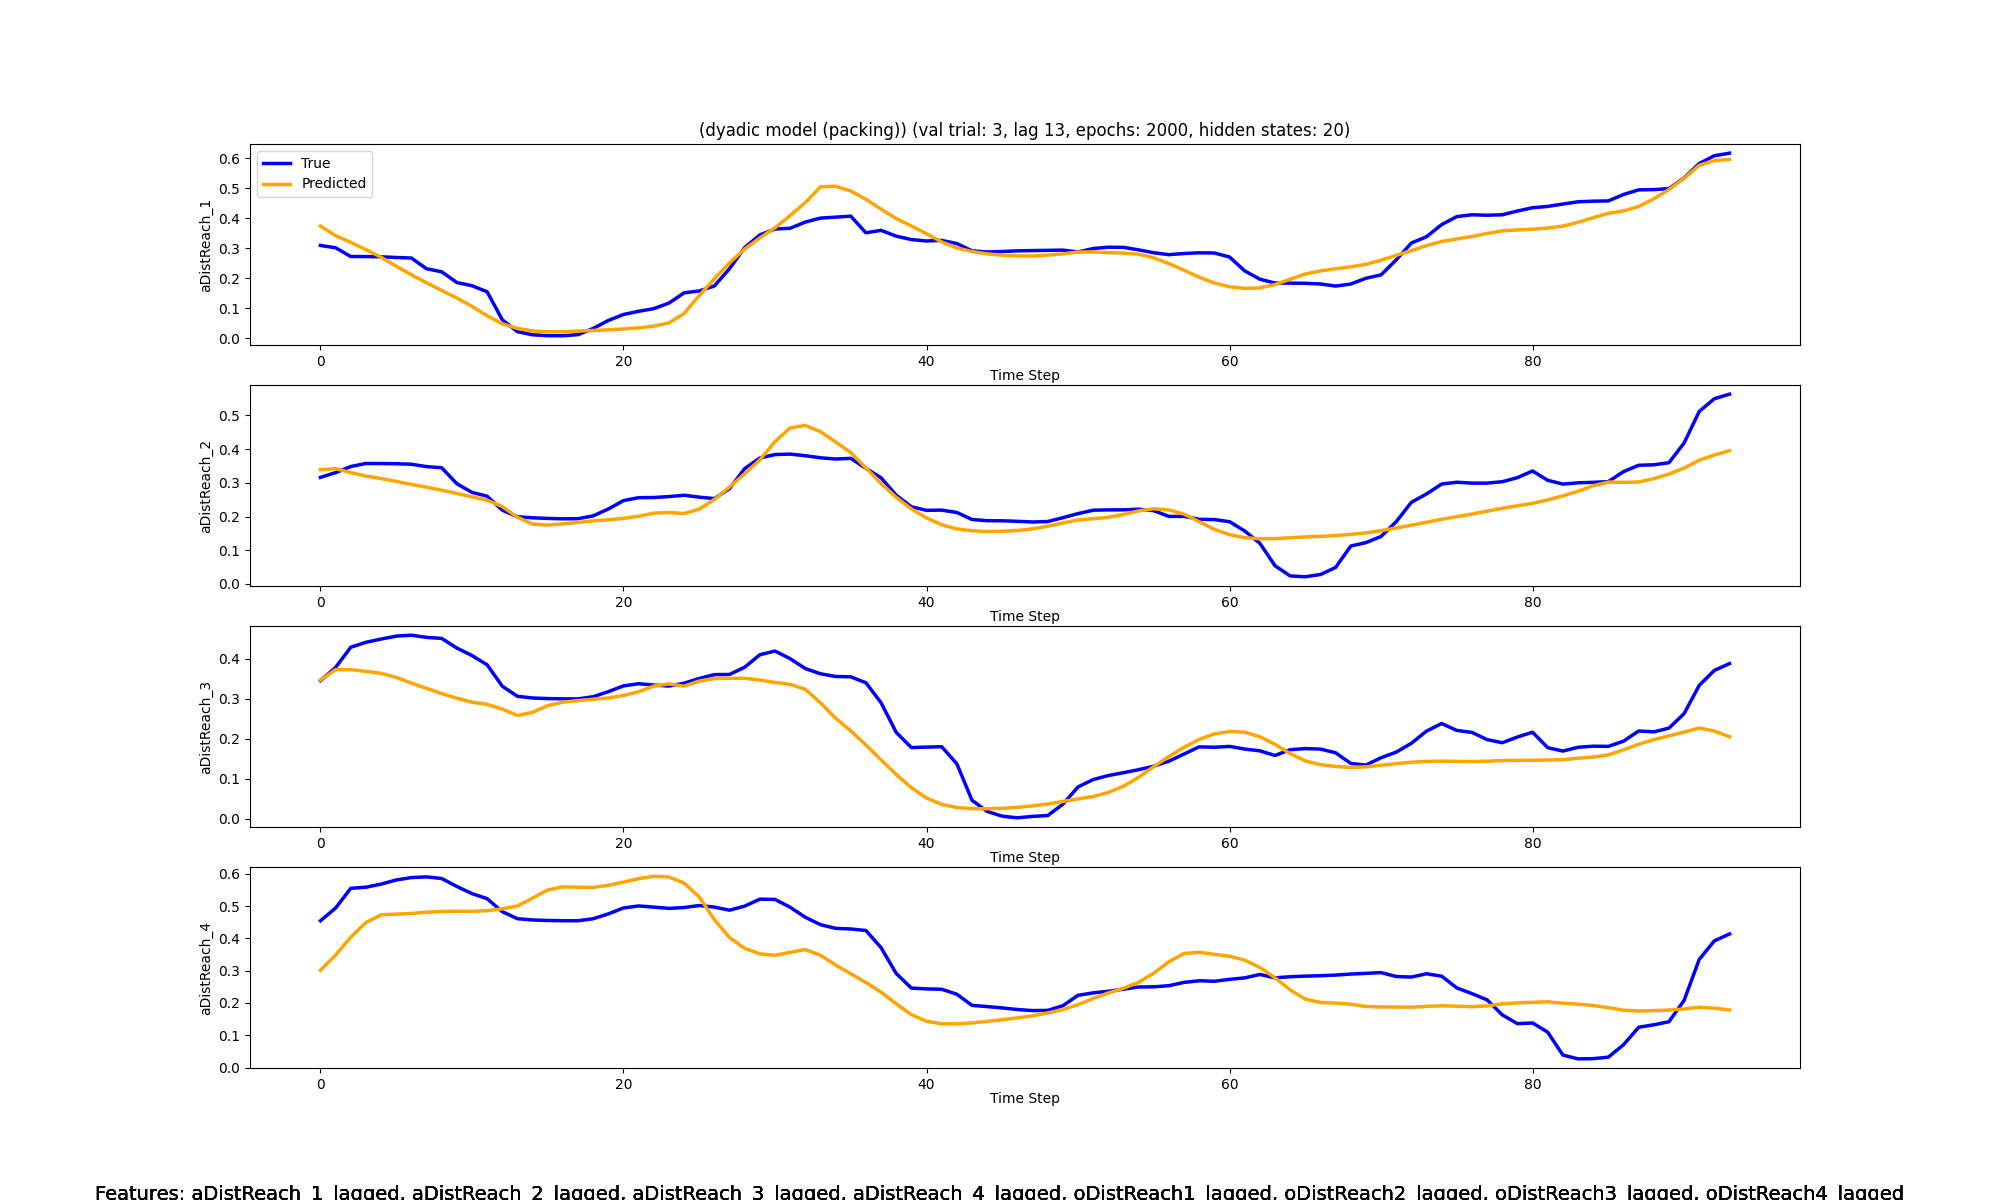 (dyadic model (packing)) (val trial: 3, lag 13, epochs: 2000, hidden states: 20)
True
Predicted
aDistReach_1
0.6
0.5
0.4
0.3
0.2
0.1
0.0
0 20 40 60 80
Time Step
aDistReach_2
0.5
0.4
0.3
0.2
0.1
0.0
0 20 40 60 80
Time Step
aDistReach_3
0.4
0.3
0.2
0.1
0.0
0 20 40 60 80
Time Step
aDistReach_4
0.6
0.5
0.4
0.3
0.2
0.1
0.0
0 20 40 60 80
Time Step
Features: aDistReach_1_lagged, aDistReach_2_lagged, aDistReach_3_lagged, aDistReach_4_lagged, oDistReach1_lagged, oDistReach2_lagged, oDistReach3_lagged, oDistReach4_lagged